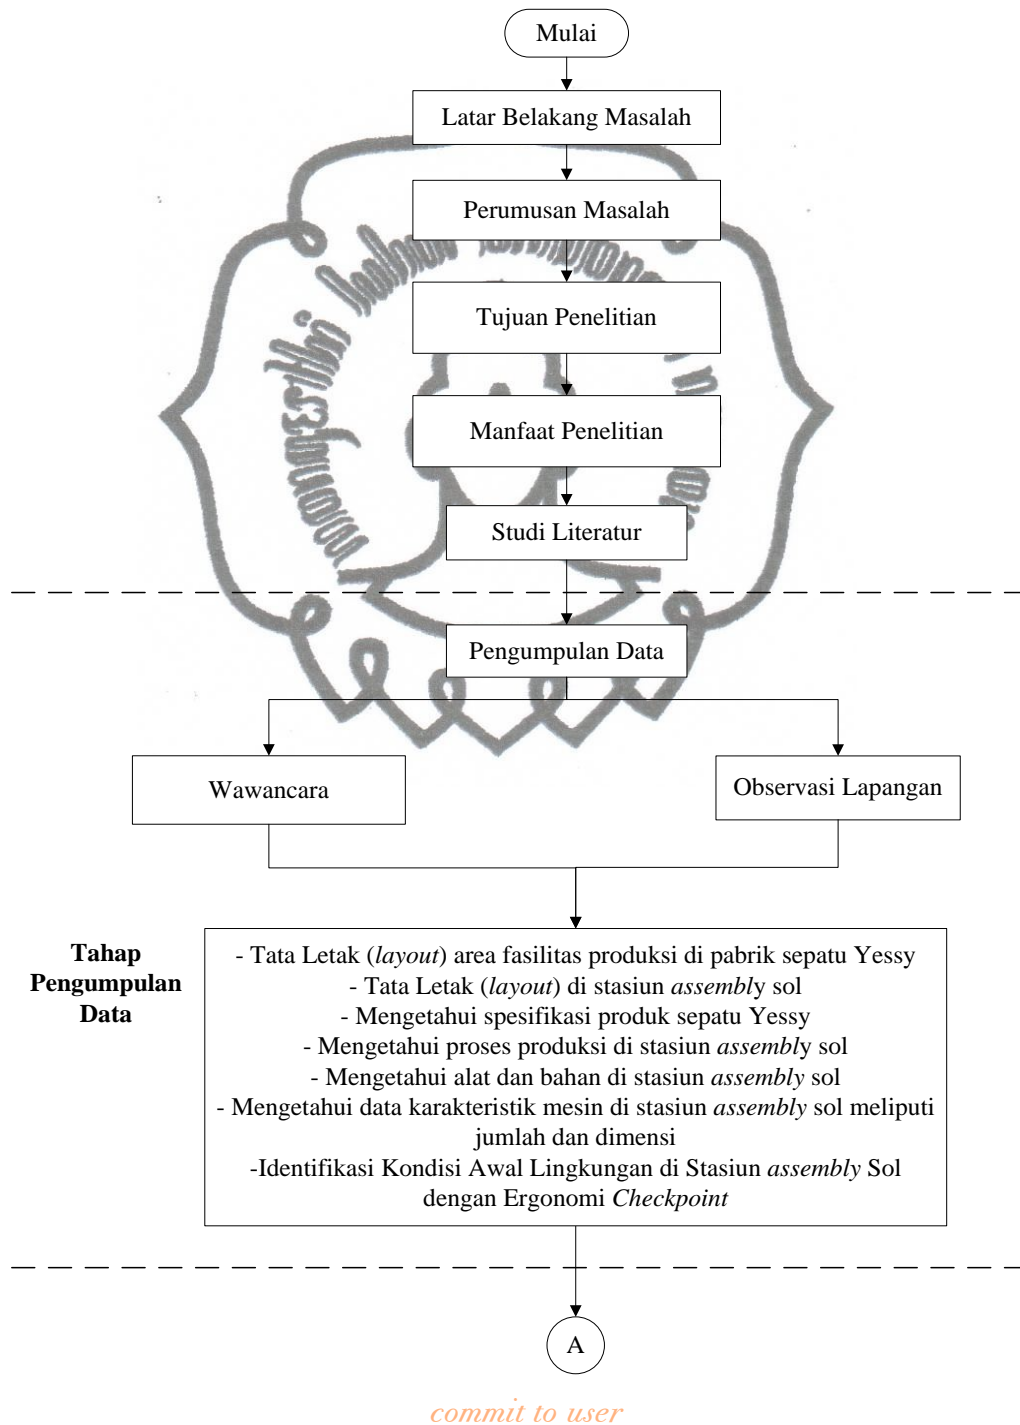 Mulai
Latar Belakang Masalah
Perumusan Masalah
Tujuan Penelitian
Manfaat Penelitian
Studi Literatur
Pengumpulan Data
Wawancara
Observasi Lapangan
Tahap
Pengumpulan
Data
- Tata Letak (layout) area fasilitas produksi di pabrik sepatu Yessy
- Tata Letak (layout) di stasiun assembly sol
- Mengetahui spesifikasi produk sepatu Yessy
- Mengetahui proses produksi di stasiun assembly sol
- Mengetahui alat dan bahan di stasiun assembly sol
- Mengetahui data karakteristik mesin di stasiun assembly sol meliputi
jumlah dan dimensi
-Identifikasi Kondisi Awal Lingkungan di Stasiun assembly Sol
dengan Ergonomi Checkpoint
A
commit to user